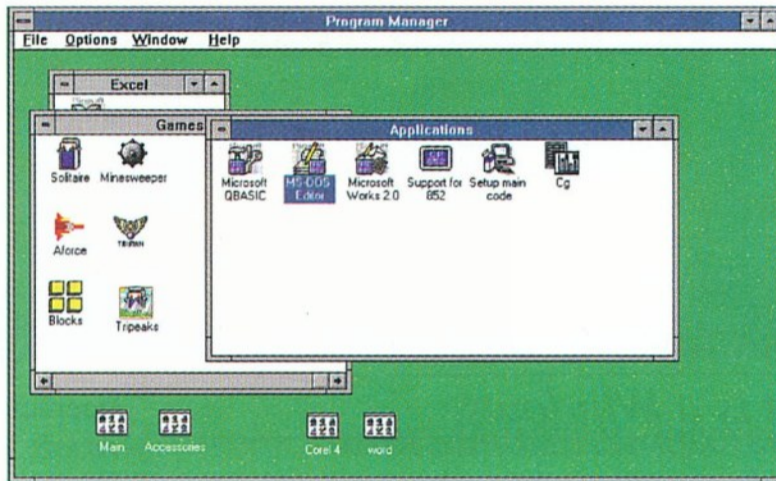 Program Manager
File Options Window Help
Excel
Games
Applications
Solitaire Minesweeper
Aforce
Blocks Tripeaks
Microsoft QBASIC
MS-DOS Editor
Microsoft Works 2.0
Support for 852
Setup main code
Cg
Main Accessories Corel 4 word